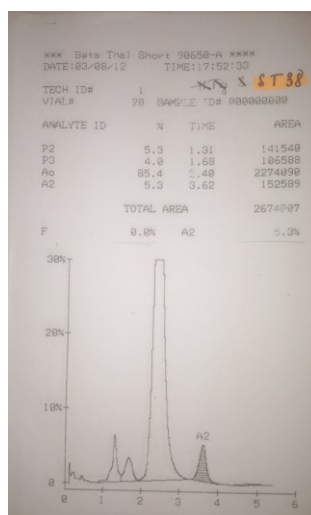 *** Beta Thal Short 90650-A ****
DATE:03/08/12 TIME:17:52:33
TECH ID# 1 ST38
VIAL# 28 SAMPLE ID# 000000000
ANALYTE ID % TIME AREA
P2 5.3 1.31 141540
P3 4.0 1.68 106588
Ao 85.4 2.40 2274090
A2 5.3 3.62 152589
TOTAL AREA 2674807
F 0.0% A2 5.3%
30%
20%
10%
A2
0
0 1 2 3 4 5 6